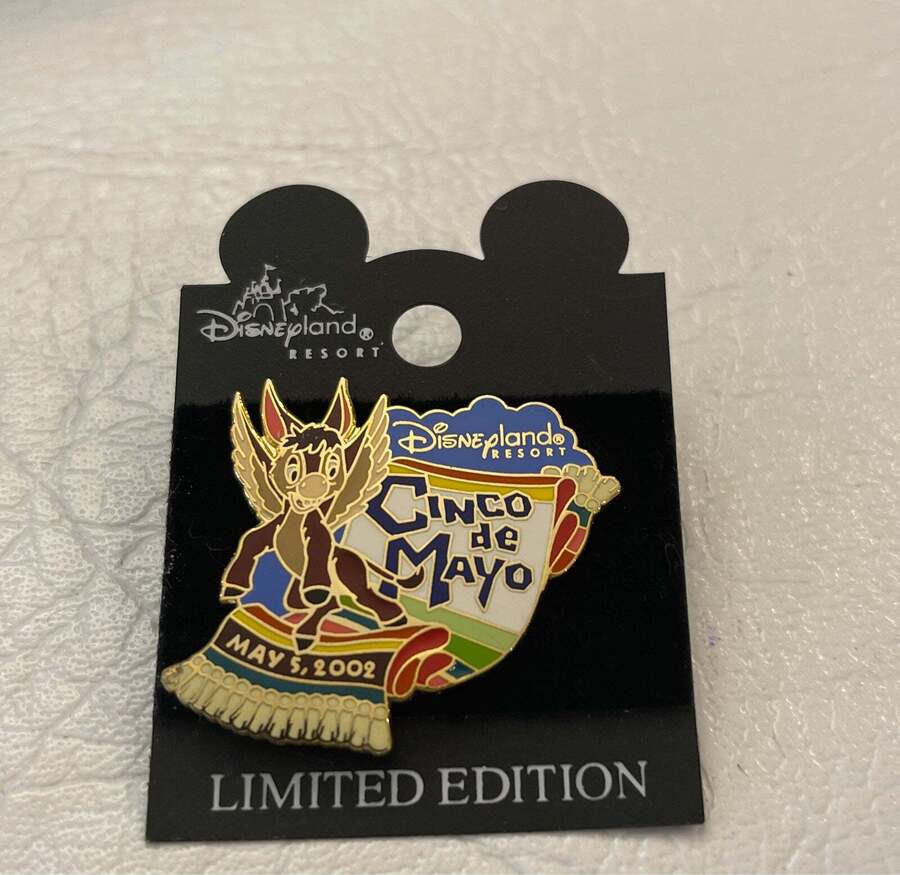 Disneyland®
RESORT
Disneyland®
RESORT
CINCO
de
MAYO
MAY 5, 2002
LIMITED EDITION